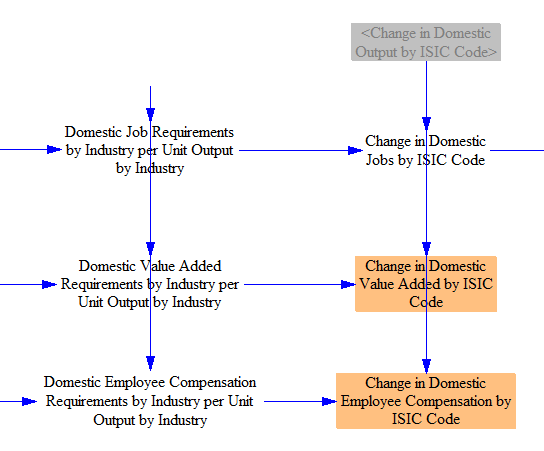 <Change in Domestic
Output by ISIC Code>
Domestic Job Requirements
by Industry per Unit Output
by Industry
Change in Domestic
Jobs by ISIC Code
Domestic Value Added
Requirements by Industry per
Unit Output by Industry
Change in Domestic
Value Added by ISIC
Code
Domestic Employee Compensation
Requirements by Industry per Unit
Output by Industry
Change in Domestic
Employee Compensation by
ISIC Code